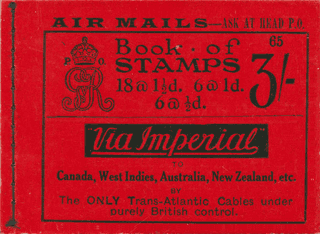 AIR MAILS—ASK AT HEAD P.O.
65
P O
GR
Book · of
STAMPS
18@1½d. 6@1d.
6@½d.
3/-
"Via Imperial"
TO
Canada, West Indies, Australia, New Zealand, etc.
BY
The ONLY Trans-Atlantic Cables under
purely British control.